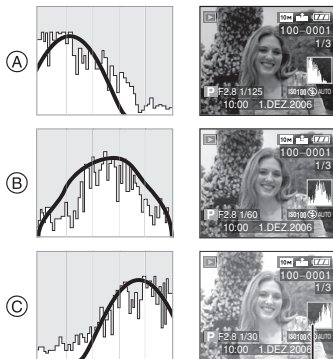 A
10M
100-0001
1/3
P F2.8 1/125 ISO100 AUTO
10:00 1.DEZ.2006
B
10M
100-0001
1/3
P F2.8 1/60 ISO100 AUTO
10:00 1.DEZ.2006
C
10M
100-0001
1/3
P F2.8 1/30 ISO100 AUTO
10:00 1.DEZ.2006